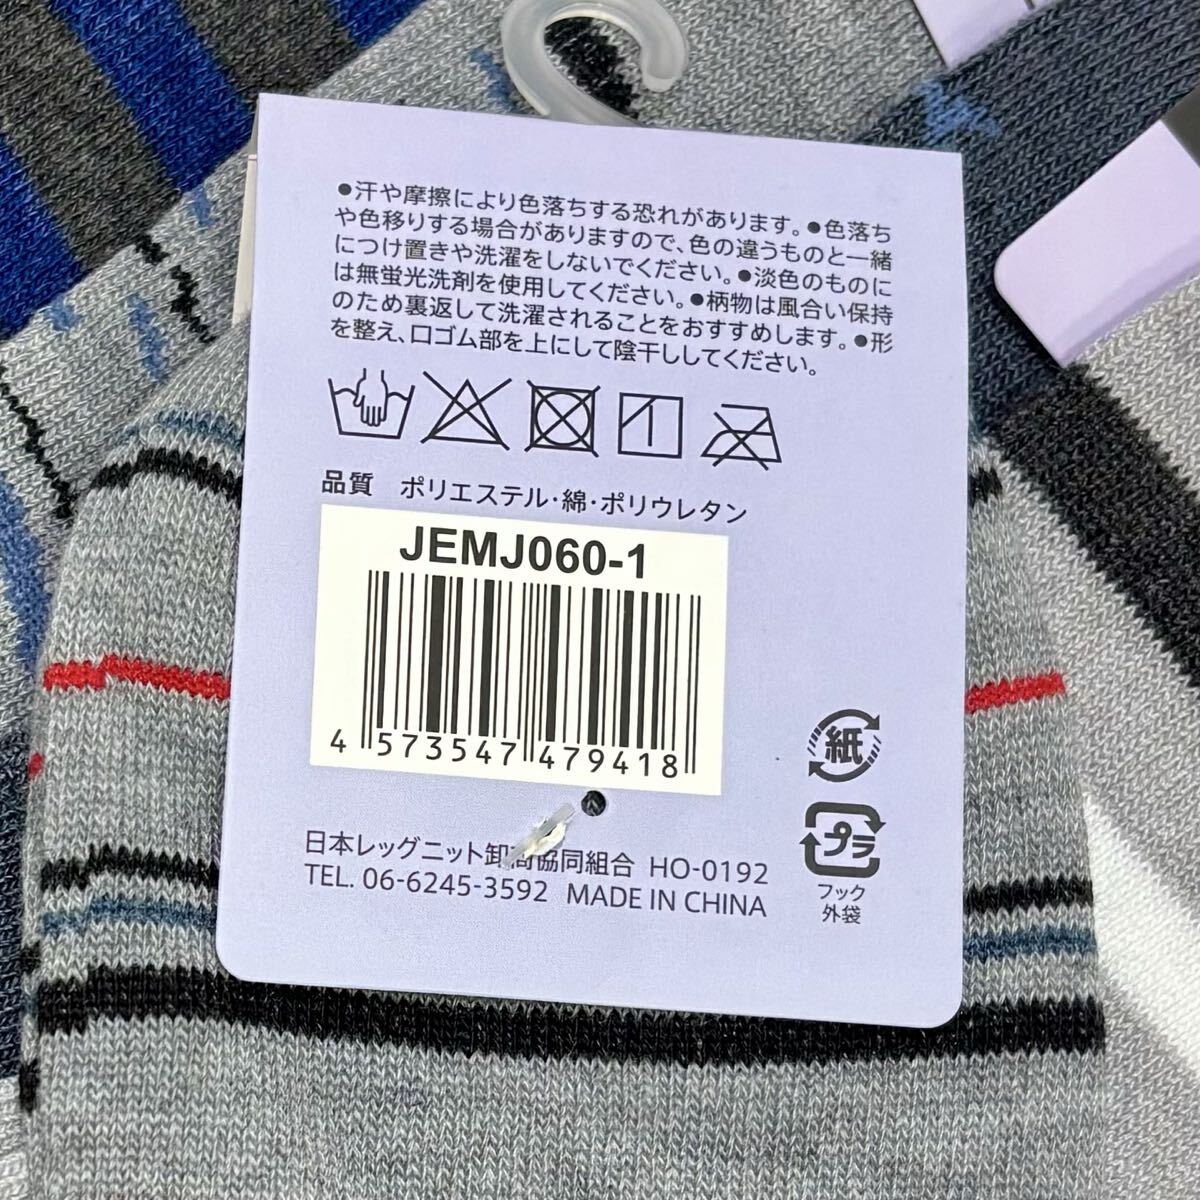 ●汗や摩擦により色落ちする恐れがあります。●色落ち
や色移りする場合がありますので、色の違うものと一緒
につけ置きや洗濯をしないでください。●淡色のものに
は無蛍光洗剤を使用してください。●柄物は風合い保持
のため裏返して洗濯されることをおすすめします。●形
を整え、口ゴム部を上にして陰干ししてください。
品質 ポリエステル・綿・ポリウレタン
JEMJ060-1
4 573547 479418
紙
プラ
フック
外袋
日本レッグニット卸商協同組合 HO-0192
TEL. 06-6245-3592 MADE IN CHINA